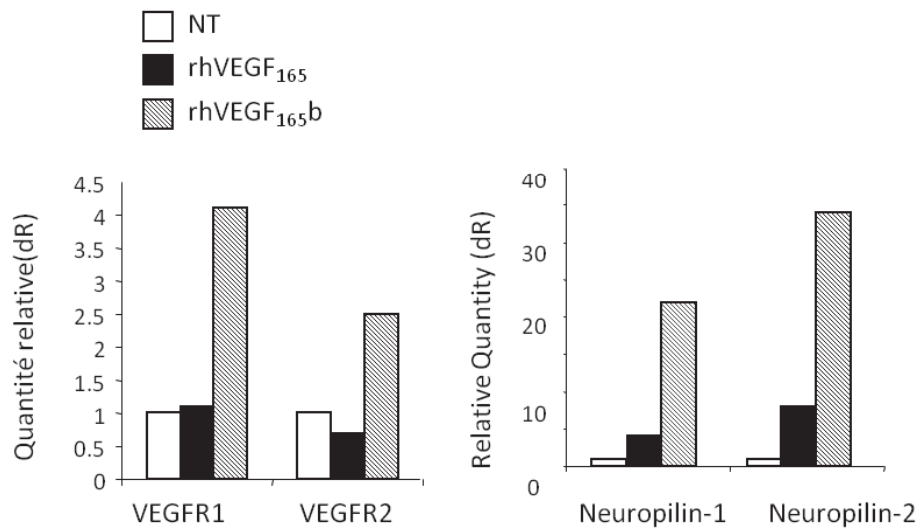 NT
rhVEGF165
rhVEGF165b
Quantité relative(dR)
4.5
4
3.5
3
2.5
2
1.5
1
0.5
0
VEGFR1 VEGFR2
Relative Quantity (dR)
40
30
20
10
0
Neuropilin-1 Neuropilin-2